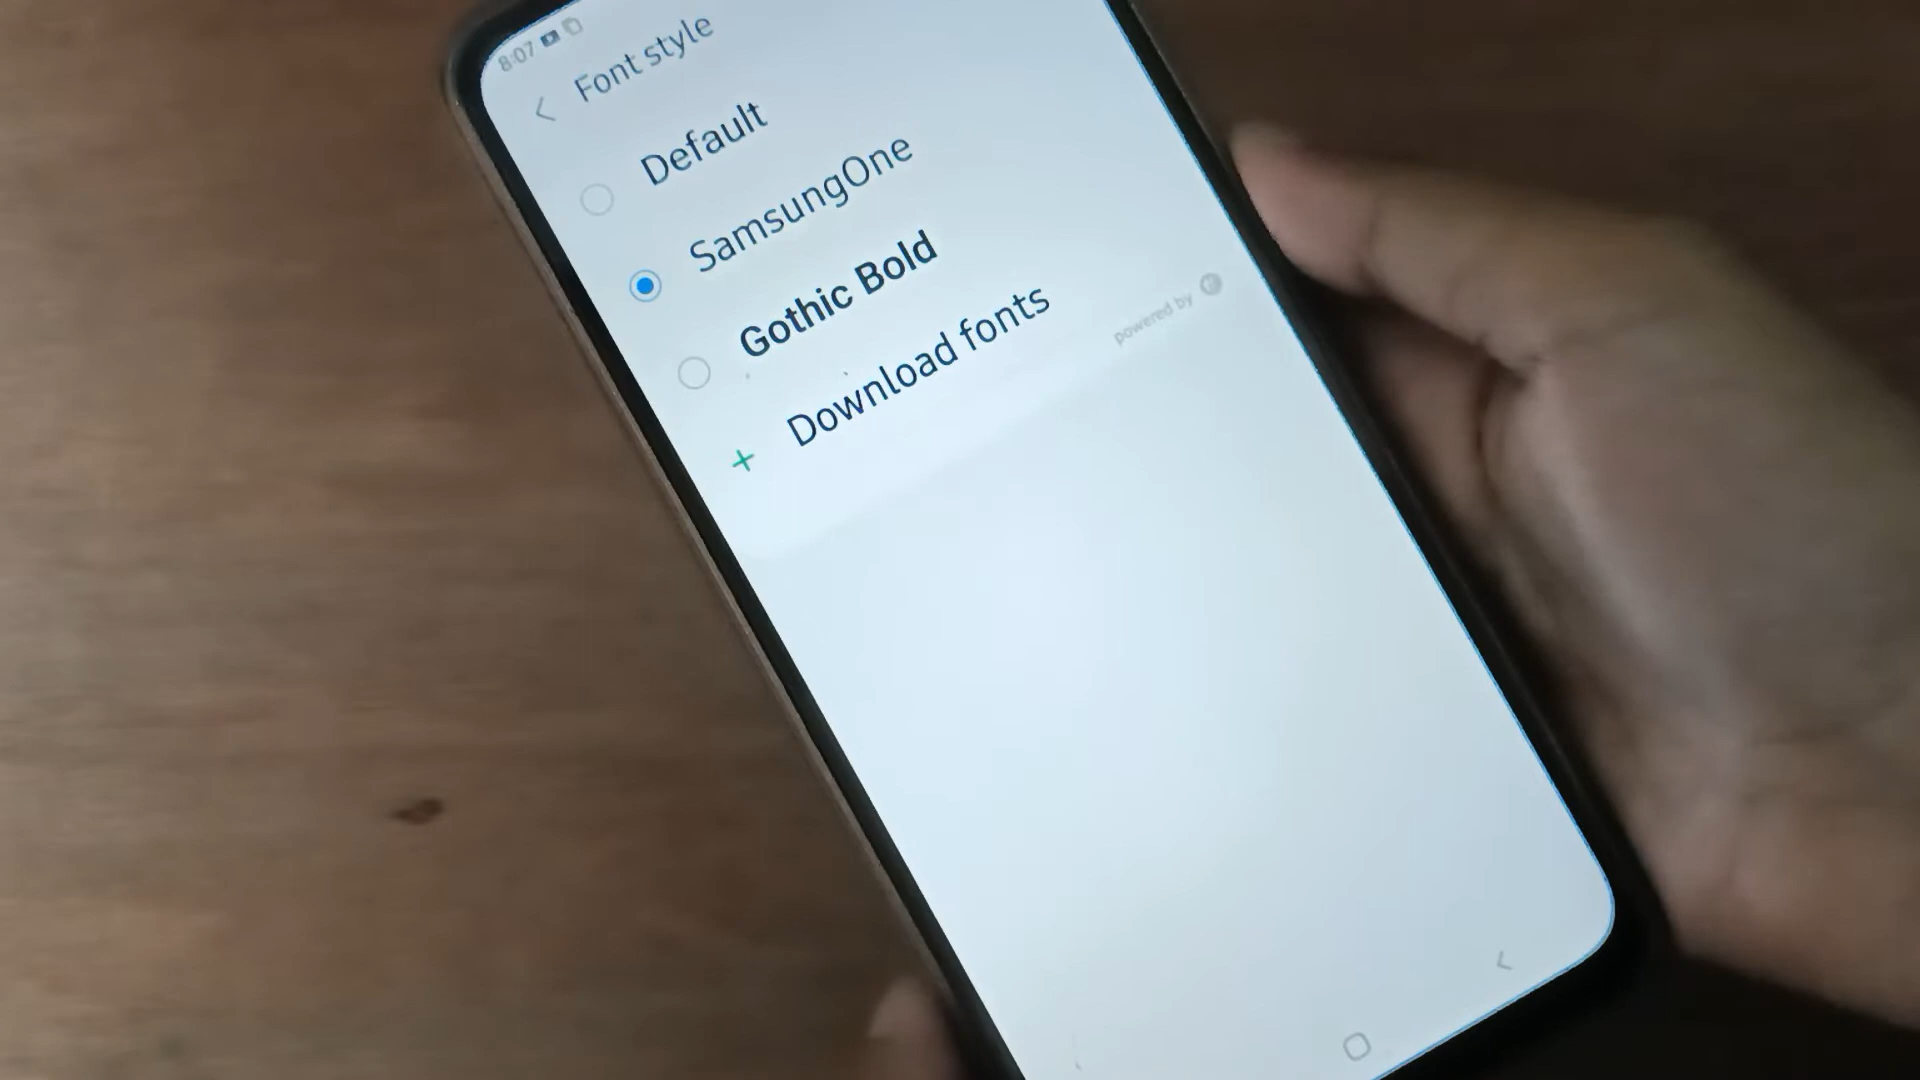 8:07
Font style
Default
SamsungOne
Gothic Bold
Download fonts
powered by